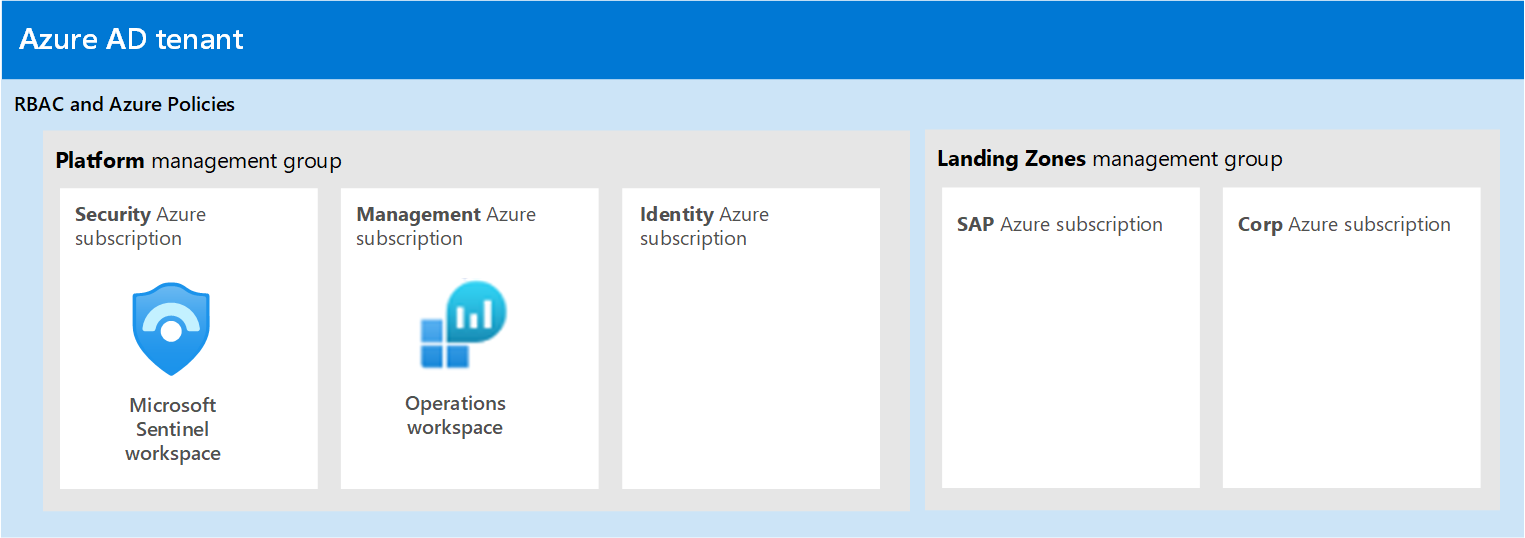 Azure AD tenant
RBAC and Azure Policies
Platform management group
Security Azure
subscription
Microsoft
Sentinel
workspace
Management Azure
subscription
Operations
workspace
Identity Azure
subscription
Landing Zones management group
SAP Azure subscription
Corp Azure subscription